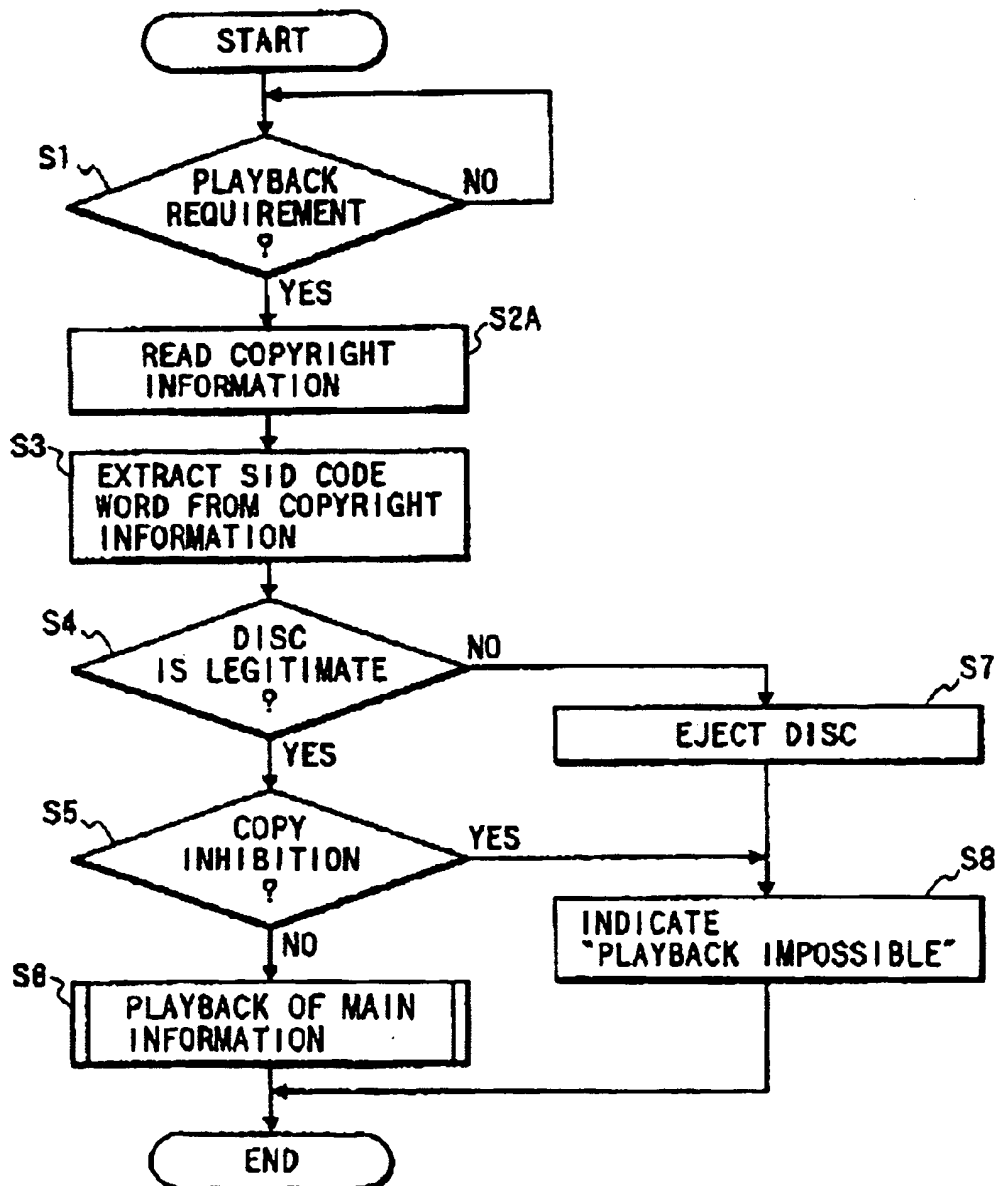 START
S1
PLAYBACK
REQUIREMENT
?
NO
YES
S2A
READ COPYRIGHT
INFORMATION
S3
EXTRACT SID CODE
WORD FROM COPYRIGHT
INFORMATION
S4
DISC
IS LEGITIMATE
?
NO
YES
S7
EJECT DISC
S5
COPY
INHIBITION
?
YES
NO
S8
INDICATE
"PLAYBACK IMPOSSIBLE"
S6
PLAYBACK OF MAIN
INFORMATION
END